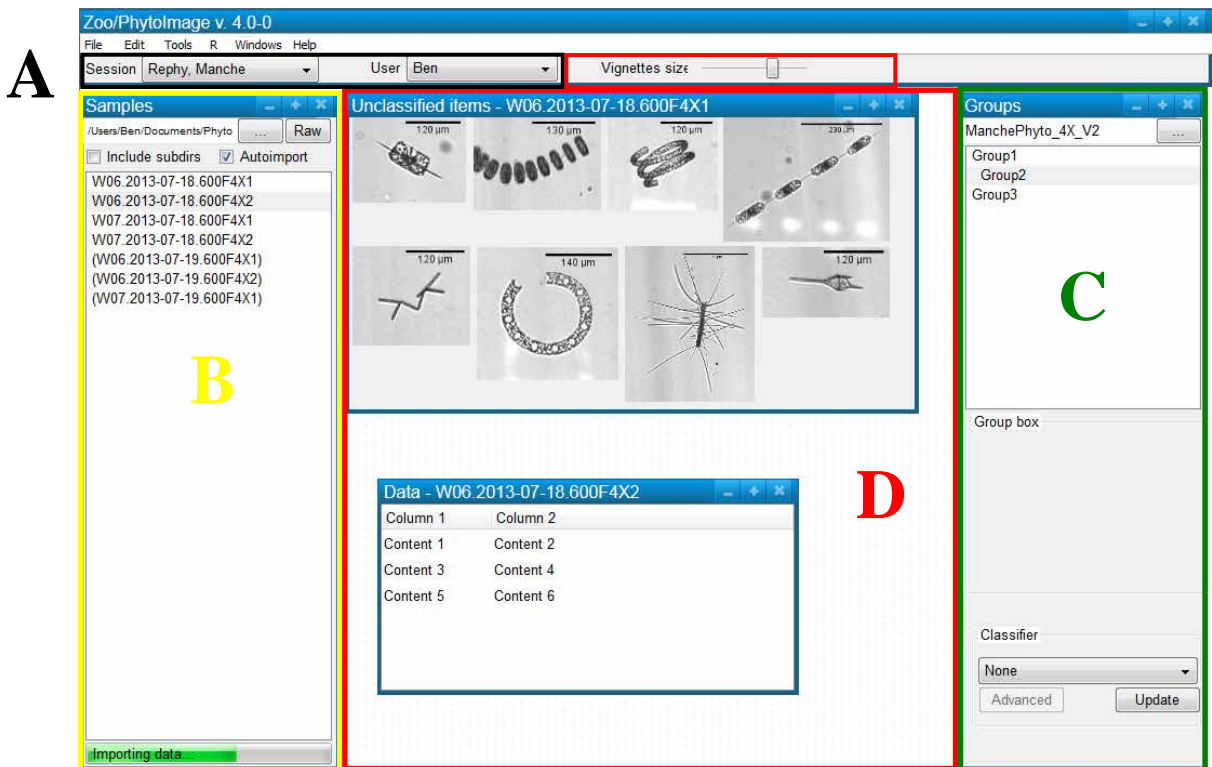 Zoo/PhytoImage v. 4.0-0
File Edit Tools R Windows Help
A
Session Rephy, Manche User Ben Vignettes size
Samples
/Users/Ben/Documents/Phyto ... Raw
Include subdirs Autoimport
W06.2013-07-18.600F4X1
W06.2013-07-18.600F4X2
W07.2013-07-18.600F4X1
W07.2013-07-18.600F4X2
(W06.2013-07-19.600F4X1)
(W06.2013-07-19.600F4X2)
(W07.2013-07-19.600F4X1)
B
Importing data...
Unclassified items - W06.2013-07-18.600F4X1
120 µm 130 µm 120 µm 230 µm
120 µm 140 µm 120 µm
D
Data - W06.2013-07-18.600F4X2
Column 1 Column 2
Content 1 Content 2
Content 3 Content 4
Content 5 Content 6
Groups
ManchePhyto_4X_V2 ...
Group1
Group2
Group3
C
Group box
Classifier
None
Advanced Update